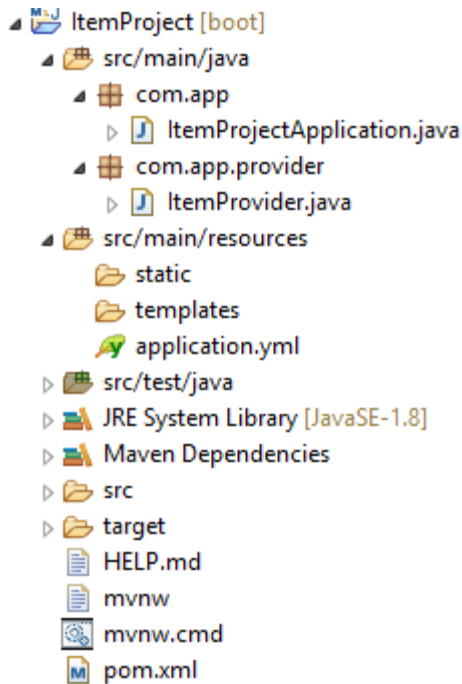 ItemProject [boot]
src/main/java
com.app
ItemProjectApplication.java
com.app.provider
ItemProvider.java
src/main/resources
static
templates
application.yml
src/test/java
JRE System Library [JavaSE-1.8]
Maven Dependencies
src
target
HELP.md
mvnw
mvnw.cmd
pom.xml